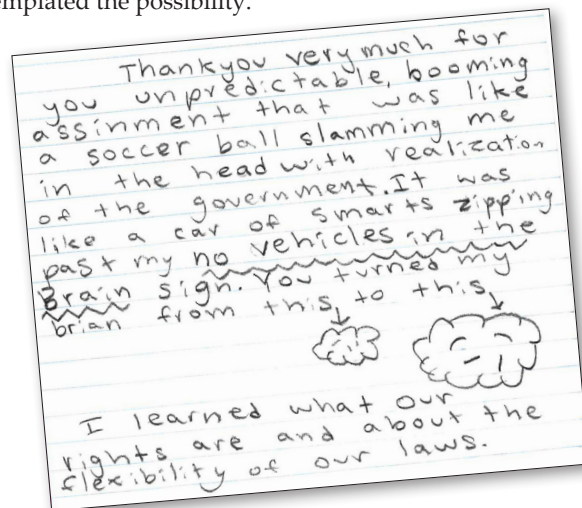 templated the possibility.
Thankyou very much for
you unpredictable, booming
assinment that was like
a soccer ball slamming me
in the head with realization
of the government. It was
like a car of smarts zipping
past my no vehicles in the
Brain sign. You turned my
brian from this, to this,
I learned what our
rights are and about the
flexibility of our laws.